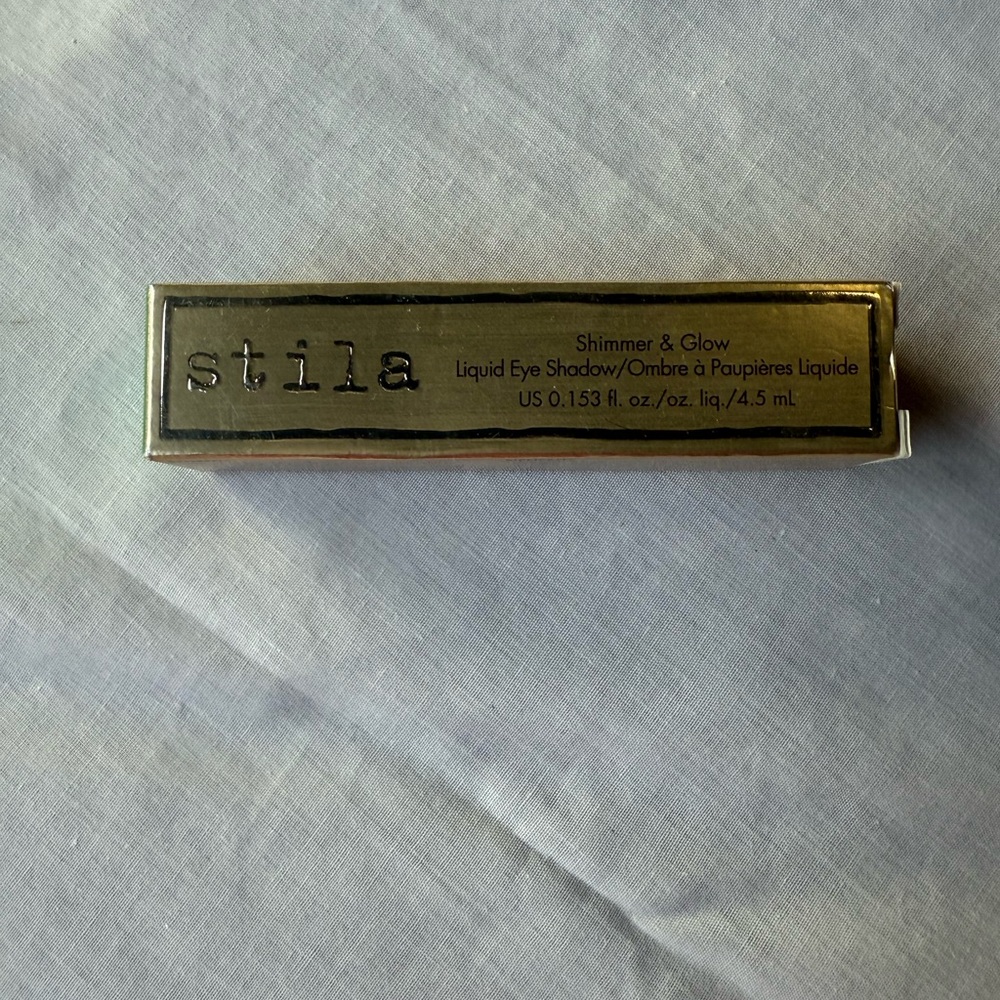 stila
Shimmer & Glow
Liquid Eye Shadow/Ombre à Paupières Liquide
US 0.153 fl. oz./oz. liq./4.5 mL